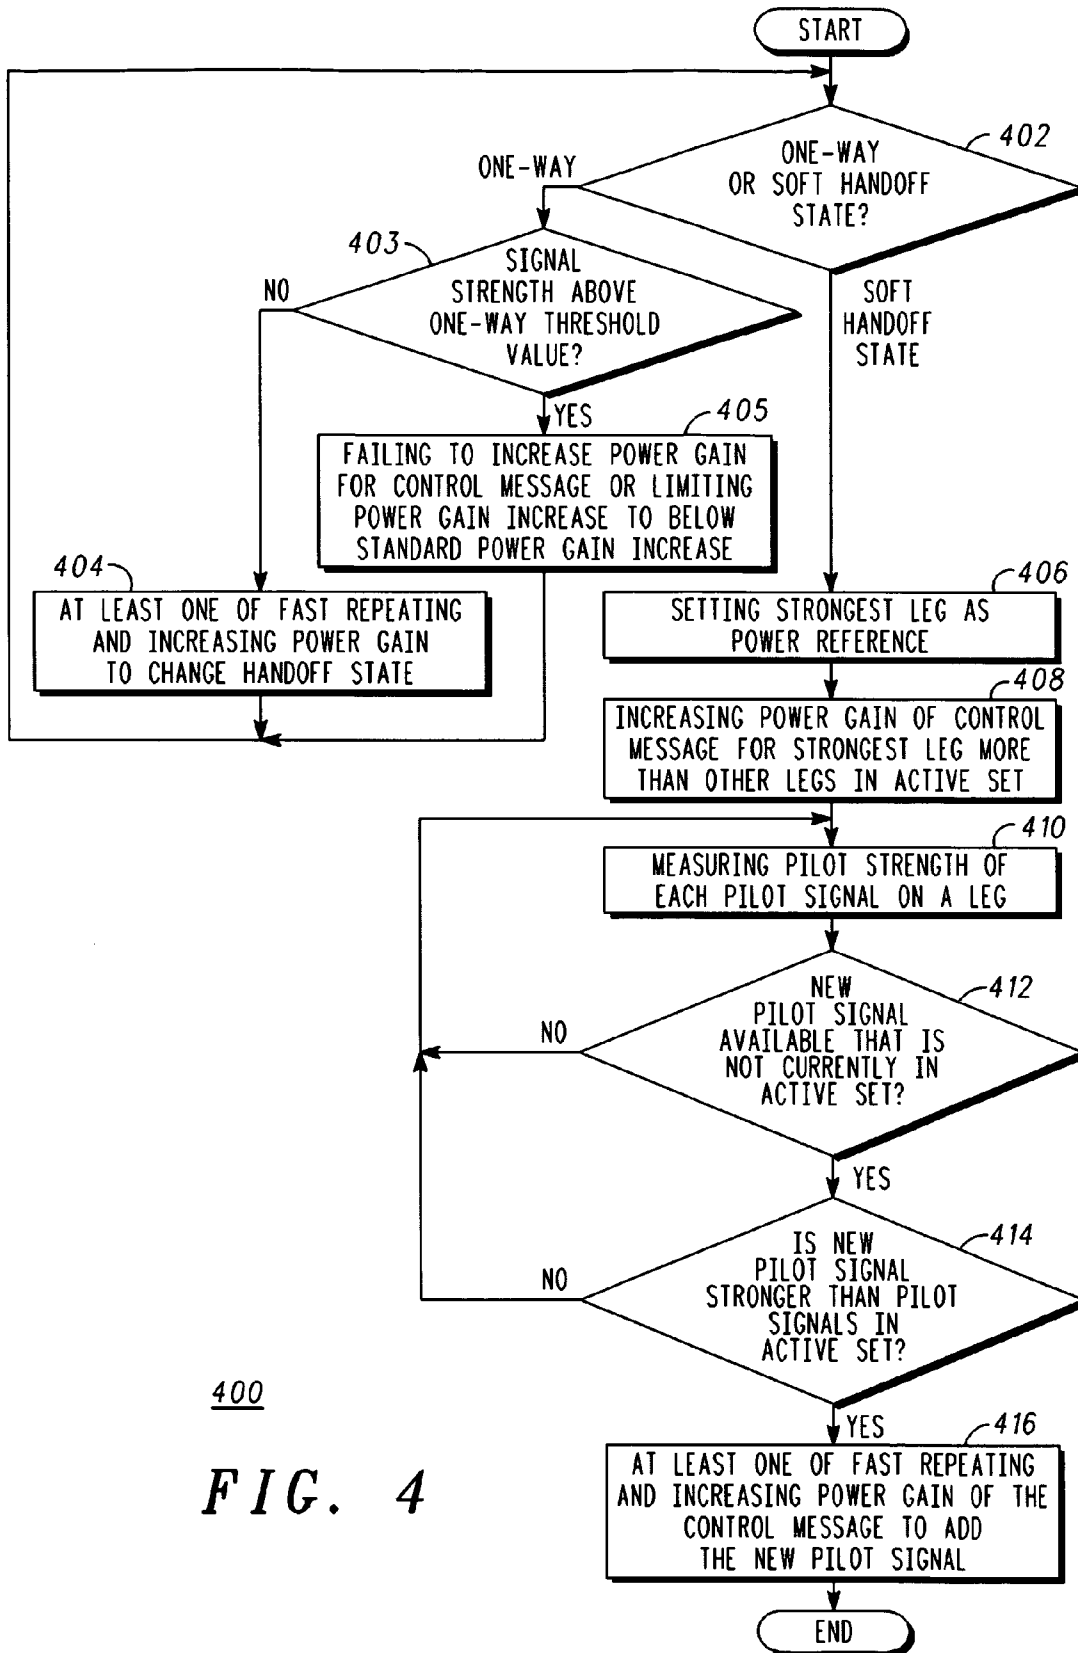 START
402
ONE-WAY
OR SOFT HANDOFF
STATE?
ONE-WAY
403
SIGNAL
STRENGTH ABOVE
ONE-WAY THRESHOLD
VALUE?
NO
SOFT
HANDOFF
STATE
YES
405
FAILING TO INCREASE POWER GAIN
FOR CONTROL MESSAGE OR LIMITING
POWER GAIN INCREASE TO BELOW
STANDARD POWER GAIN INCREASE
404
AT LEAST ONE OF FAST REPEATING
AND INCREASING POWER GAIN
TO CHANGE HANDOFF STATE
406
SETTING STRONGEST LEG AS
POWER REFERENCE
408
INCREASING POWER GAIN OF CONTROL
MESSAGE FOR STRONGEST LEG MORE
THAN OTHER LEGS IN ACTIVE SET
410
MEASURING PILOT STRENGTH OF
EACH PILOT SIGNAL ON A LEG
412
NEW
PILOT SIGNAL
AVAILABLE THAT IS
NOT CURRENTLY IN
ACTIVE SET?
NO
YES
414
IS NEW
PILOT SIGNAL
STRONGER THAN PILOT
SIGNALS IN
ACTIVE SET?
NO
YES
416
AT LEAST ONE OF FAST REPEATING
AND INCREASING POWER GAIN OF THE
CONTROL MESSAGE TO ADD
THE NEW PILOT SIGNAL
END
400
FIG. 4